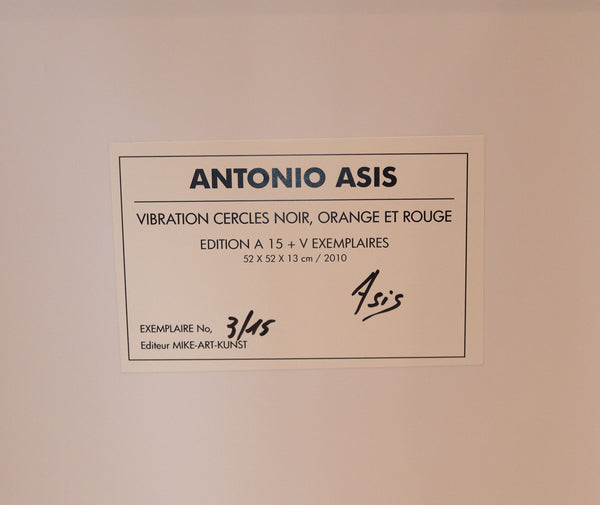 ANTONIO ASIS
VIBRATION CERCLES NOIR, ORANGE ET ROUGE
EDITION A 15 + V EXEMPLAIRES
52 X 52 X 13 cm / 2010
Asis
EXEMPLAIRE No, 3/15
Editeur MIKE-ART-KUNST